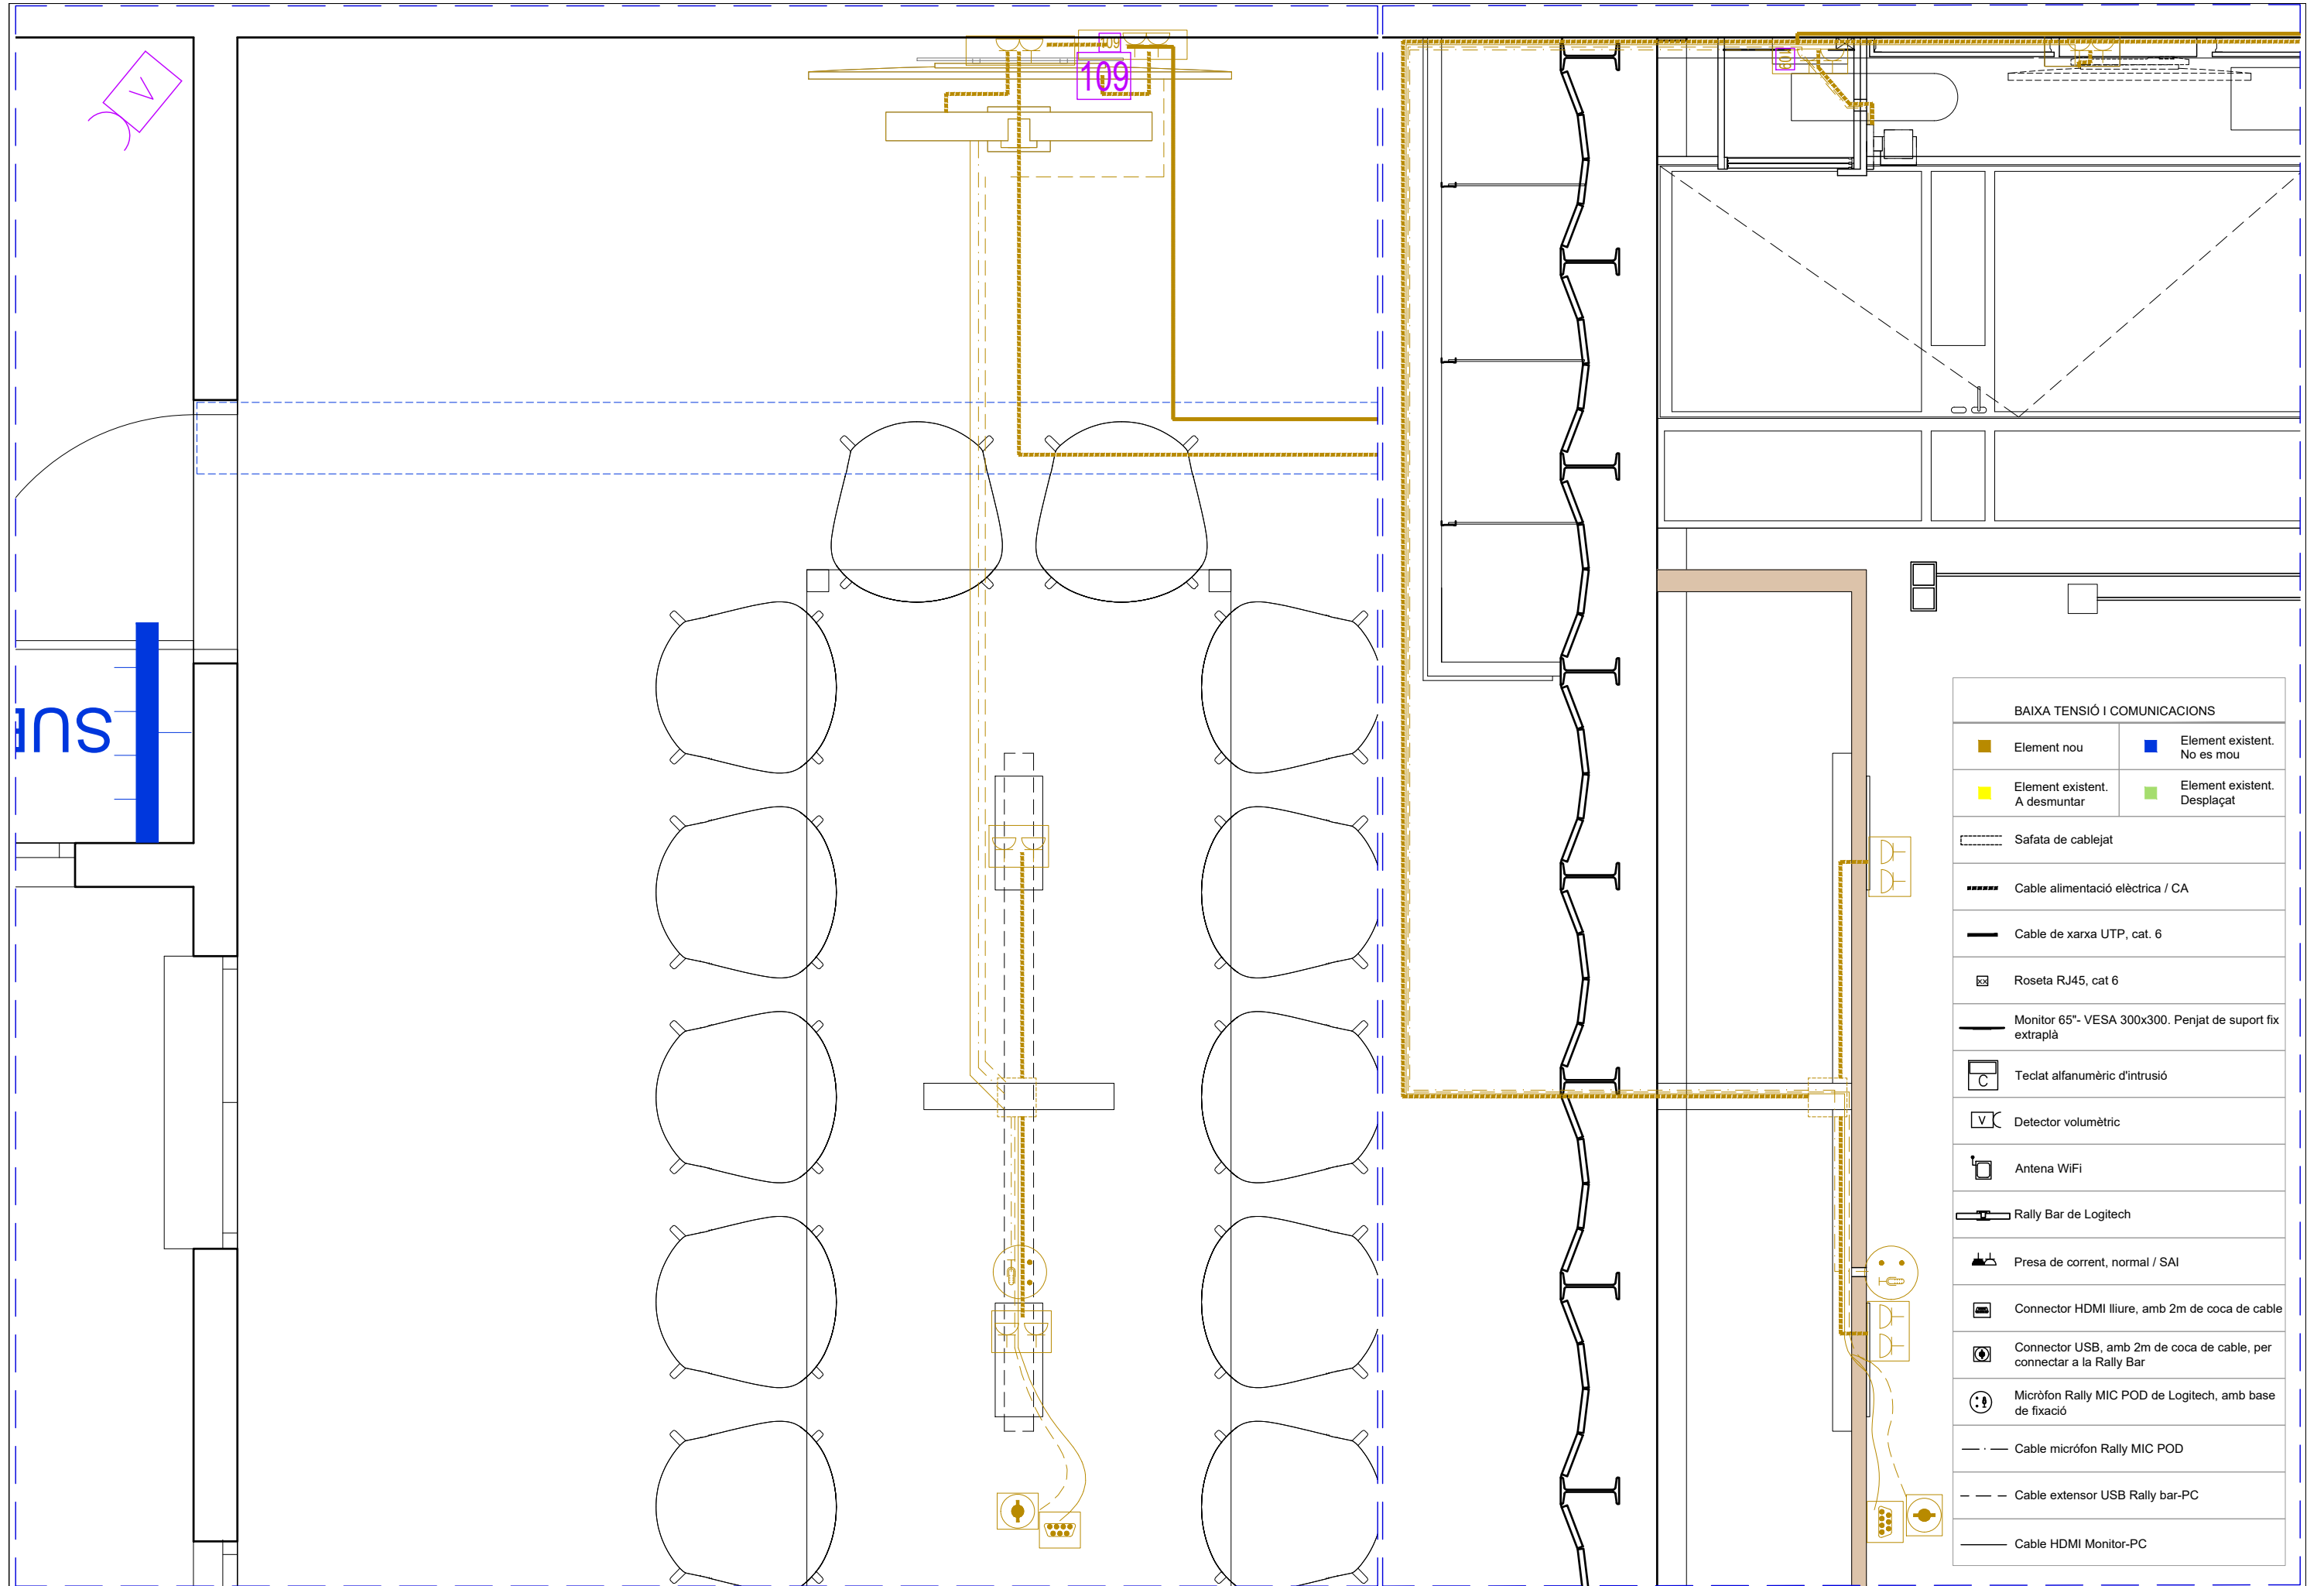 V
109
109
109
SUE
BAIXA TENSIÓ I COMUNICACIONS
Element nou
Element existent.
No es mou
Element existent.
A desmuntar
Element existent.
Desplaçat
Safata de cablejat
Cable alimentació elèctrica / CA
Cable de xarxa UTP, cat. 6
XX
Roseta RJ45, cat 6
Monitor 65"- VESA 300x300. Penjat de suport fix
extraplà
C
Teclat alfanumèric d'intrusió
V
Detector volumètric
Antena WiFi
Rally Bar de Logitech
Presa de corrent, normal / SAI
Connector HDMI lliure, amb 2m de coca de cable
Connector USB, amb 2m de coca de cable, per
connectar a la Rally Bar
Micròfon Rally MIC POD de Logitech, amb base
de fixació
Cable micrófon Rally MIC POD
Cable extensor USB Rally bar-PC
Cable HDMI Monitor-PC